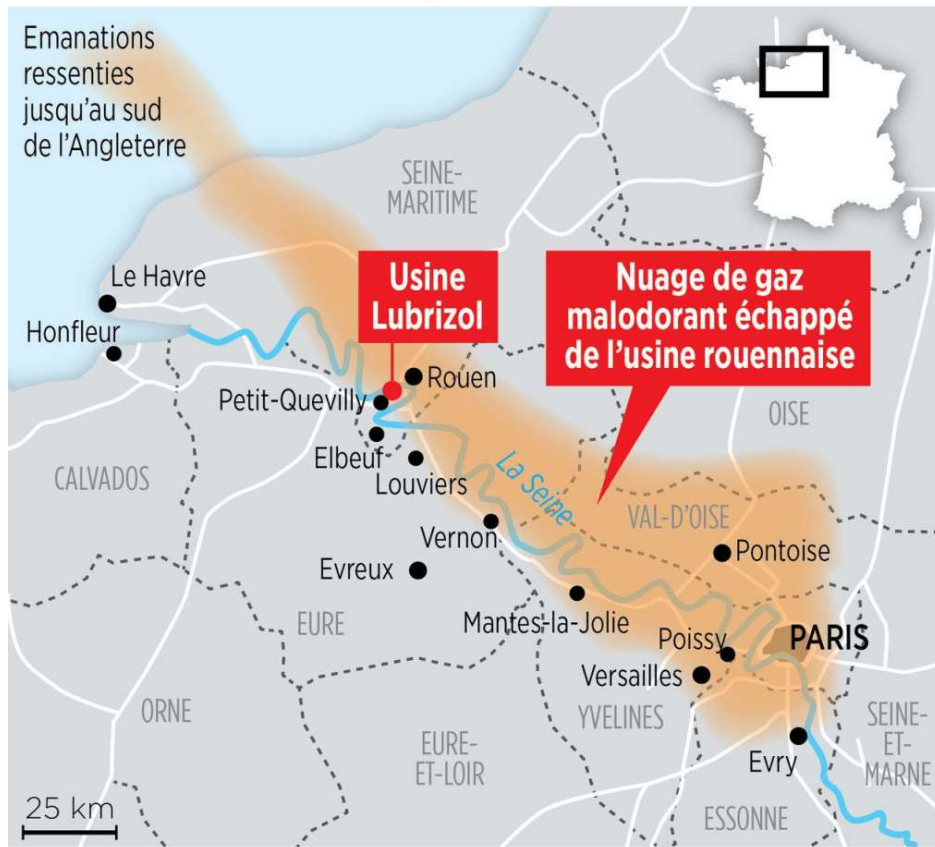 Emanations
ressenties
jusqu'au sud
de l'Angleterre
SEINE-
MARITIME
Le Havre
Honfleur
Usine
Lubrizol
Nuage de gaz
malodorant échappé
de l'usine rouennaise
Rouen
Petit-Quevilly
OISE
Elbeuf
CALVADOS
Louviers
La Seine
VAL-D'OISE
Vernon
Pontoise
Evreux
EURE
Mantes-la-Jolie
Poissy
PARIS
Versailles
ORNE
YVELINES
SEINE-
ET-
MARNE
EURE-
ET-LOIR
Evry
25 km
ESSONNE